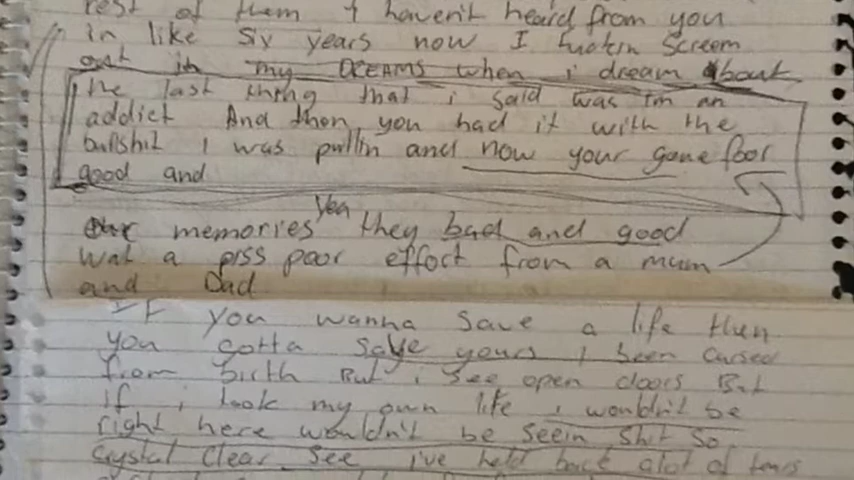 rest of them I haven't heard from you
in like six years now I fuckin screem
out in my DREAMS when i dream about
the last thing that i said was im an
addict And then you had it with the
bullshit I was pullin and now your gone foor
good and
Yea
memories they bad and good
wat a piss poor effort from a mum
and Dad
If you wanna save a life then
you gotta save yours I been cursed
from birth But i see open doors But
if i took my own life i wouldn't be
right here wouldn't be seein shit so
crystal clear see i've held back alot of tears